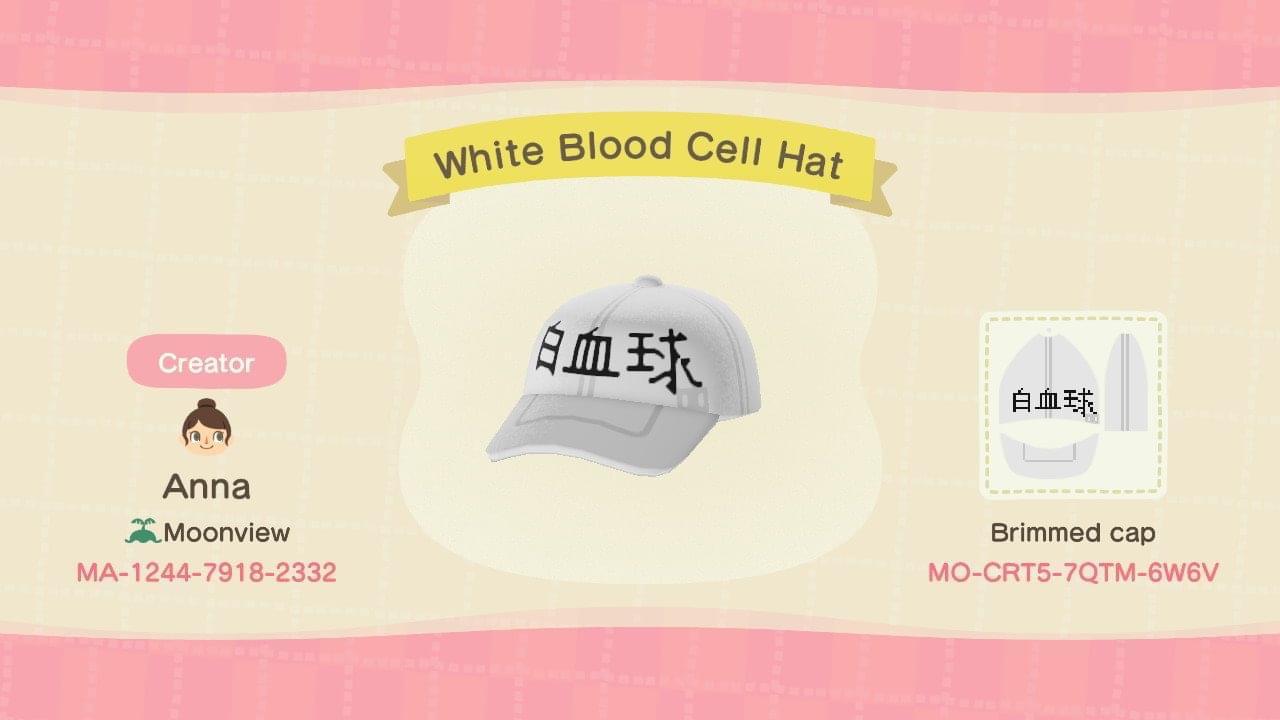 White Blood Cell Hat
白血球
Creator
Anna
Moonview
MA-1244-7918-2332
白血球
Brimmed cap
MO-CRT5-7QTM-6W6V